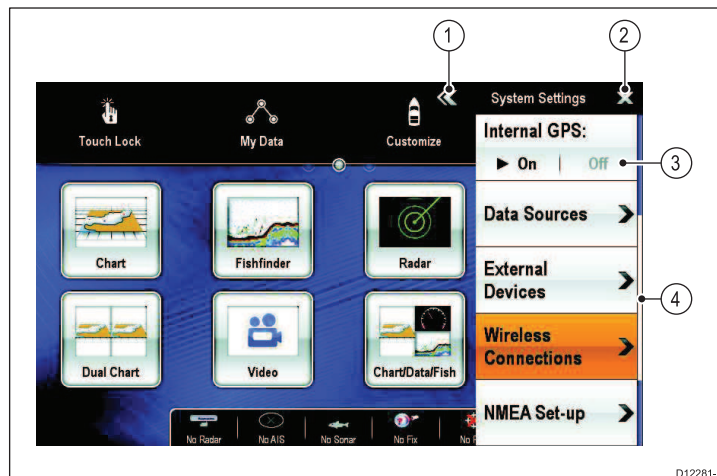 1
2
Touch Lock
My Data
Customize
System Settings
Internal GPS:
On
Off
3
Data Sources
External
Devices
4
Wireless
Connections
NMEA Set-up
Chart
Fishfinder
Radar
Dual Chart
Video
Chart/Data/Fish
No Radar
No AIS
No Sonar
No Fix
D12281-